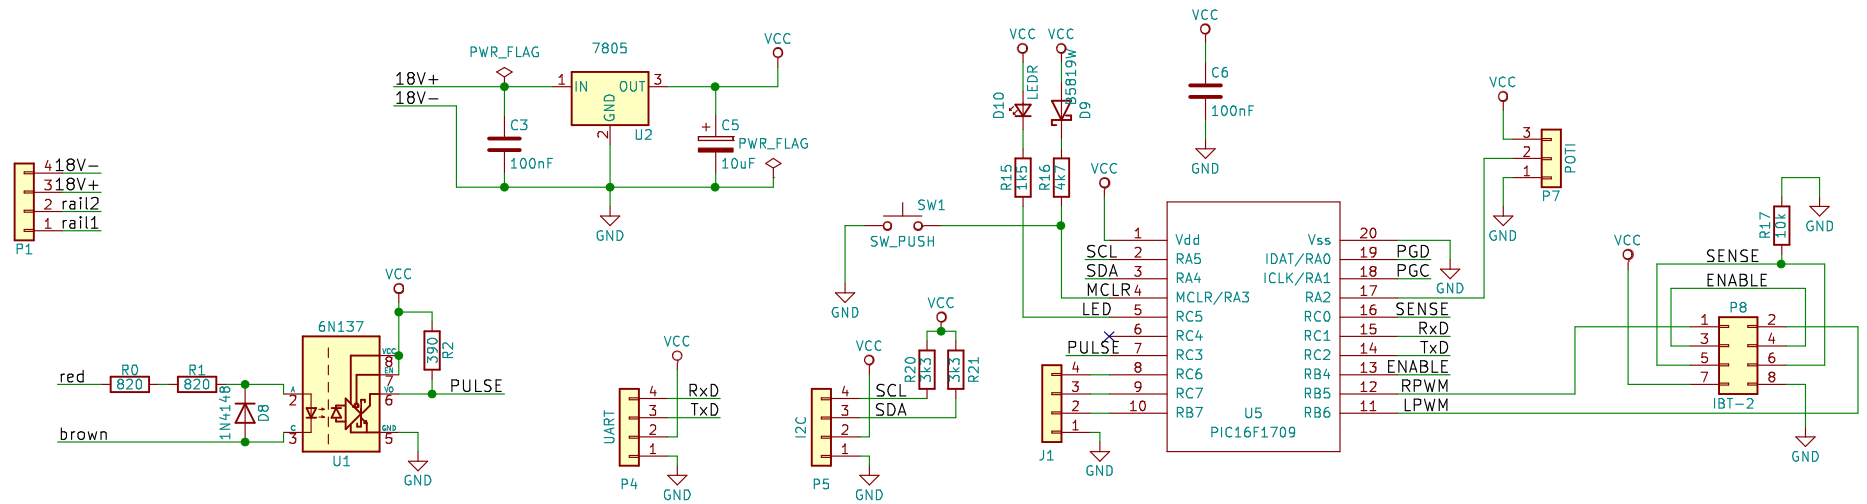 4 18V-
3 18V+
2 rail2
1 rail1
P1
PWR_FLAG
7805
VCC
18V+
18V-
1 IN OUT 3
GND
2
U2
C3
100nF
+ C5
10uF
PWR_FLAG
GND
VCC
6N137
R0
820
R1
820
red
brown
1N4148
D8
A
2
C
3
VCC
8
EN
7
VO
6
GND
5
U1
390
R2
PULSE
GND
VCC
UART
4 RxD
3 TxD
2
1
P4
GND
VCC
I2C
4 SCL
3 SDA
2
1
P5
GND
VCC
R20
3k3
3k3
R21
SW1
SW_PUSH
GND
VCC
LEDR
D10
R15
1k5
VCC
B5819W
D9
R16
4k7
VCC
C6
100nF
GND
VCC
1 Vdd
SCL 2 RA5
SDA 3 RA4
MCLR 4 MCLR/RA3
LED 5 RC5
6 RC4
PULSE 7 RC3
8 RC6
9 RC7
10 RB7
Vss 20
IDAT/RA0 19 PGD
ICLK/RA1 18 PGC
RA2 17
RC0 16 SENSE
RC1 15 RxD
RC2 14 TxD
RB4 13 ENABLE
RB5 12 RPWM
RB6 11 LPWM
U5
PIC16F1709
GND
4
3
2
1
J1
GND
VCC
3
2
1
POTI
P7
GND
R17
10k
GND
VCC
SENSE
ENABLE
P8
1 2
3 4
5 6
7 8
IBT-2
GND